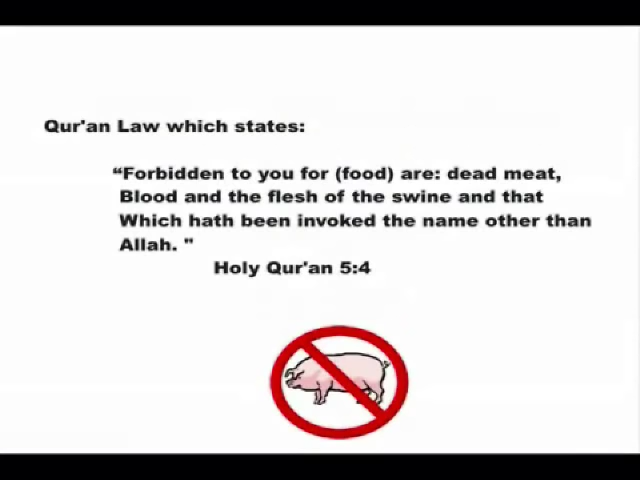 Qur'an Law which states:
“Forbidden to you for (food) are: dead meat,
Blood and the flesh of the swine and that
Which hath been invoked the name other than
Allah. "
Holy Qur'an 5:4